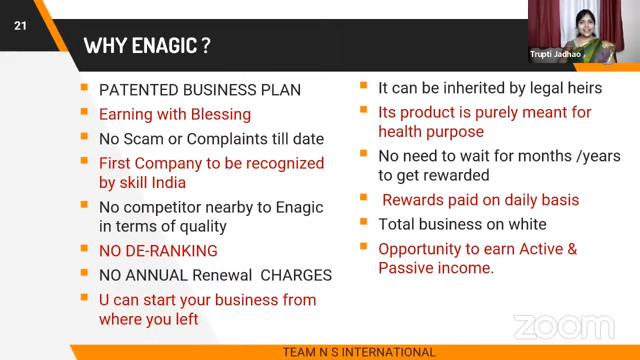 21
WHY ENAGIC ?
Trupti Jadhao
PATENTED BUSINESS PLAN
Earning with Blessing
No Scam or Complaints till date
First Company to be recognized
by skill India
No competitor nearby to Enagic
in terms of quality
NO DE-RANKING
NO ANNUAL Renewal CHARGES
U can start your business from
where you left
It can be inherited by legal heirs
Its product is purely meant for
health purpose
No need to wait for months /years
to get rewarded
Rewards paid on daily basis
Total business on white
Opportunity to earn Active &
Passive income.
zoom
TEAM N S INTERNATIONAL